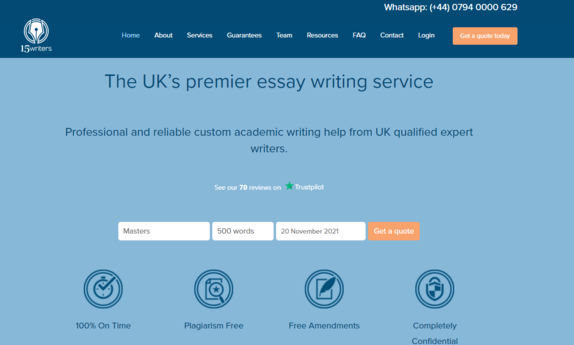 Whatsapp: (+44) 0794 0000 629
15writers
Home About Services Guarantees Team Resources FAQ Contact Login Get a quote today
The UK's premier essay writing service
Professional and reliable custom academic writing help from UK qualified expert
writers.
See our 70 reviews on Trustpilot
Masters 500 words 20 November 2021 Get a quote
100% On Time Plagiarism Free Free Amendments Completely
Confidential